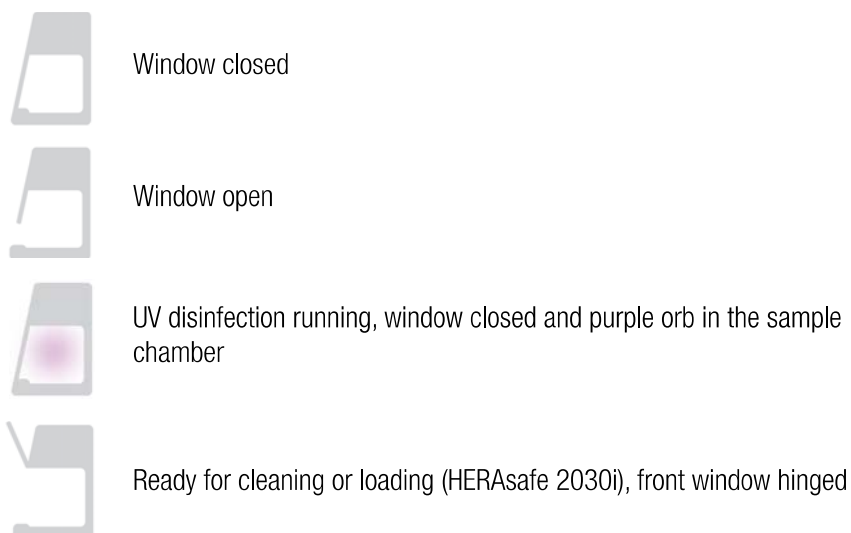 Window closed
Window open
UV disinfection running, window closed and purple orb in the sample
chamber
Ready for cleaning or loading (HERAsafe 2030i), front window hinged